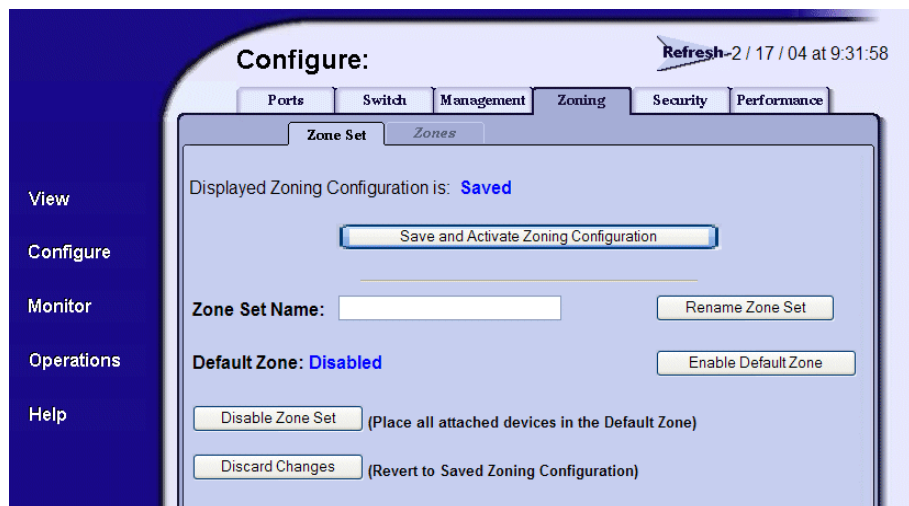 Configure:
Refresh-2 / 17 / 04 at 9:31:58
Ports Switch Management Zoning Security Performance
Zone Set Zones
View
Configure
Monitor
Operations
Help
Displayed Zoning Configuration is: Saved
Save and Activate Zoning Configuration
Zone Set Name: Rename Zone Set
Default Zone: Disabled Enable Default Zone
Disable Zone Set (Place all attached devices in the Default Zone)
Discard Changes (Revert to Saved Zoning Configuration)